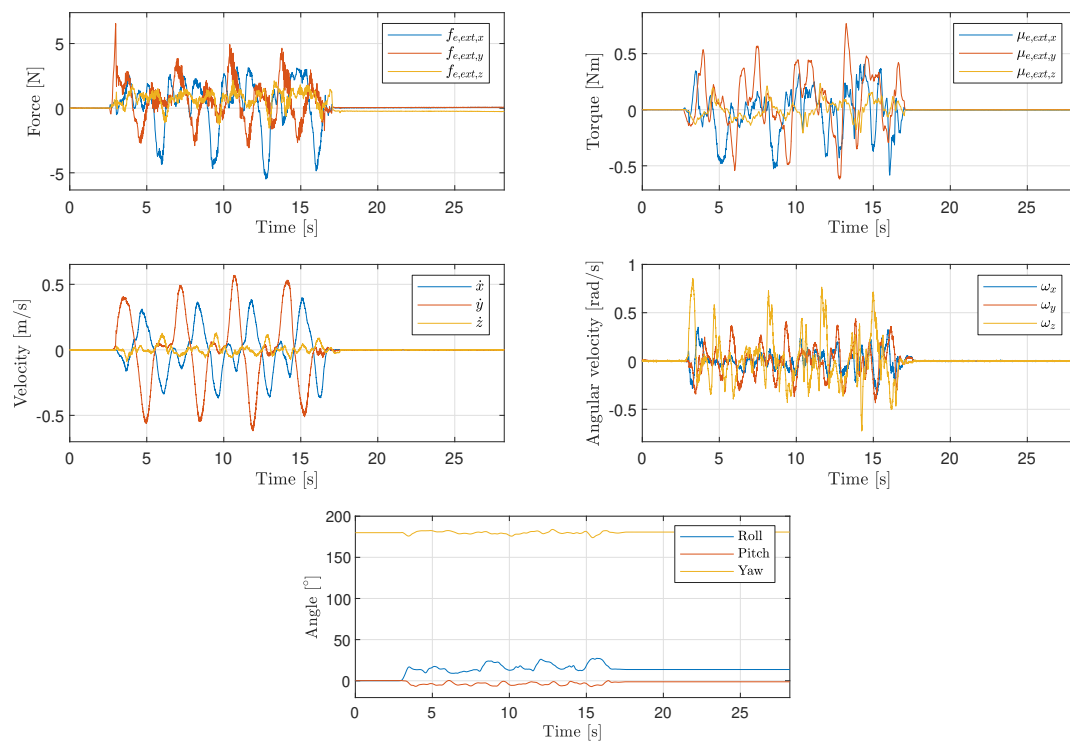 5
0
-5
Force [N]
f_{e,ext,x}
f_{e,ext,y}
f_{e,ext,z}
0 5 10 15 20 25
Time [s]
0.5
0
-0.5
Torque [Nm]
μ_{e,ext,x}
μ_{e,ext,y}
μ_{e,ext,z}
0 5 10 15 20 25
Time [s]
0.5
0
-0.5
Velocity [m/s]
ẋ
ẏ
ż
0 5 10 15 20 25
Time [s]
1
0.5
0
-0.5
Angular velocity [rad/s]
ω_x
ω_y
ω_z
0 5 10 15 20 25
Time [s]
200
150
100
50
0
Angle [°]
Roll
Pitch
Yaw
0 5 10 15 20 25
Time [s]